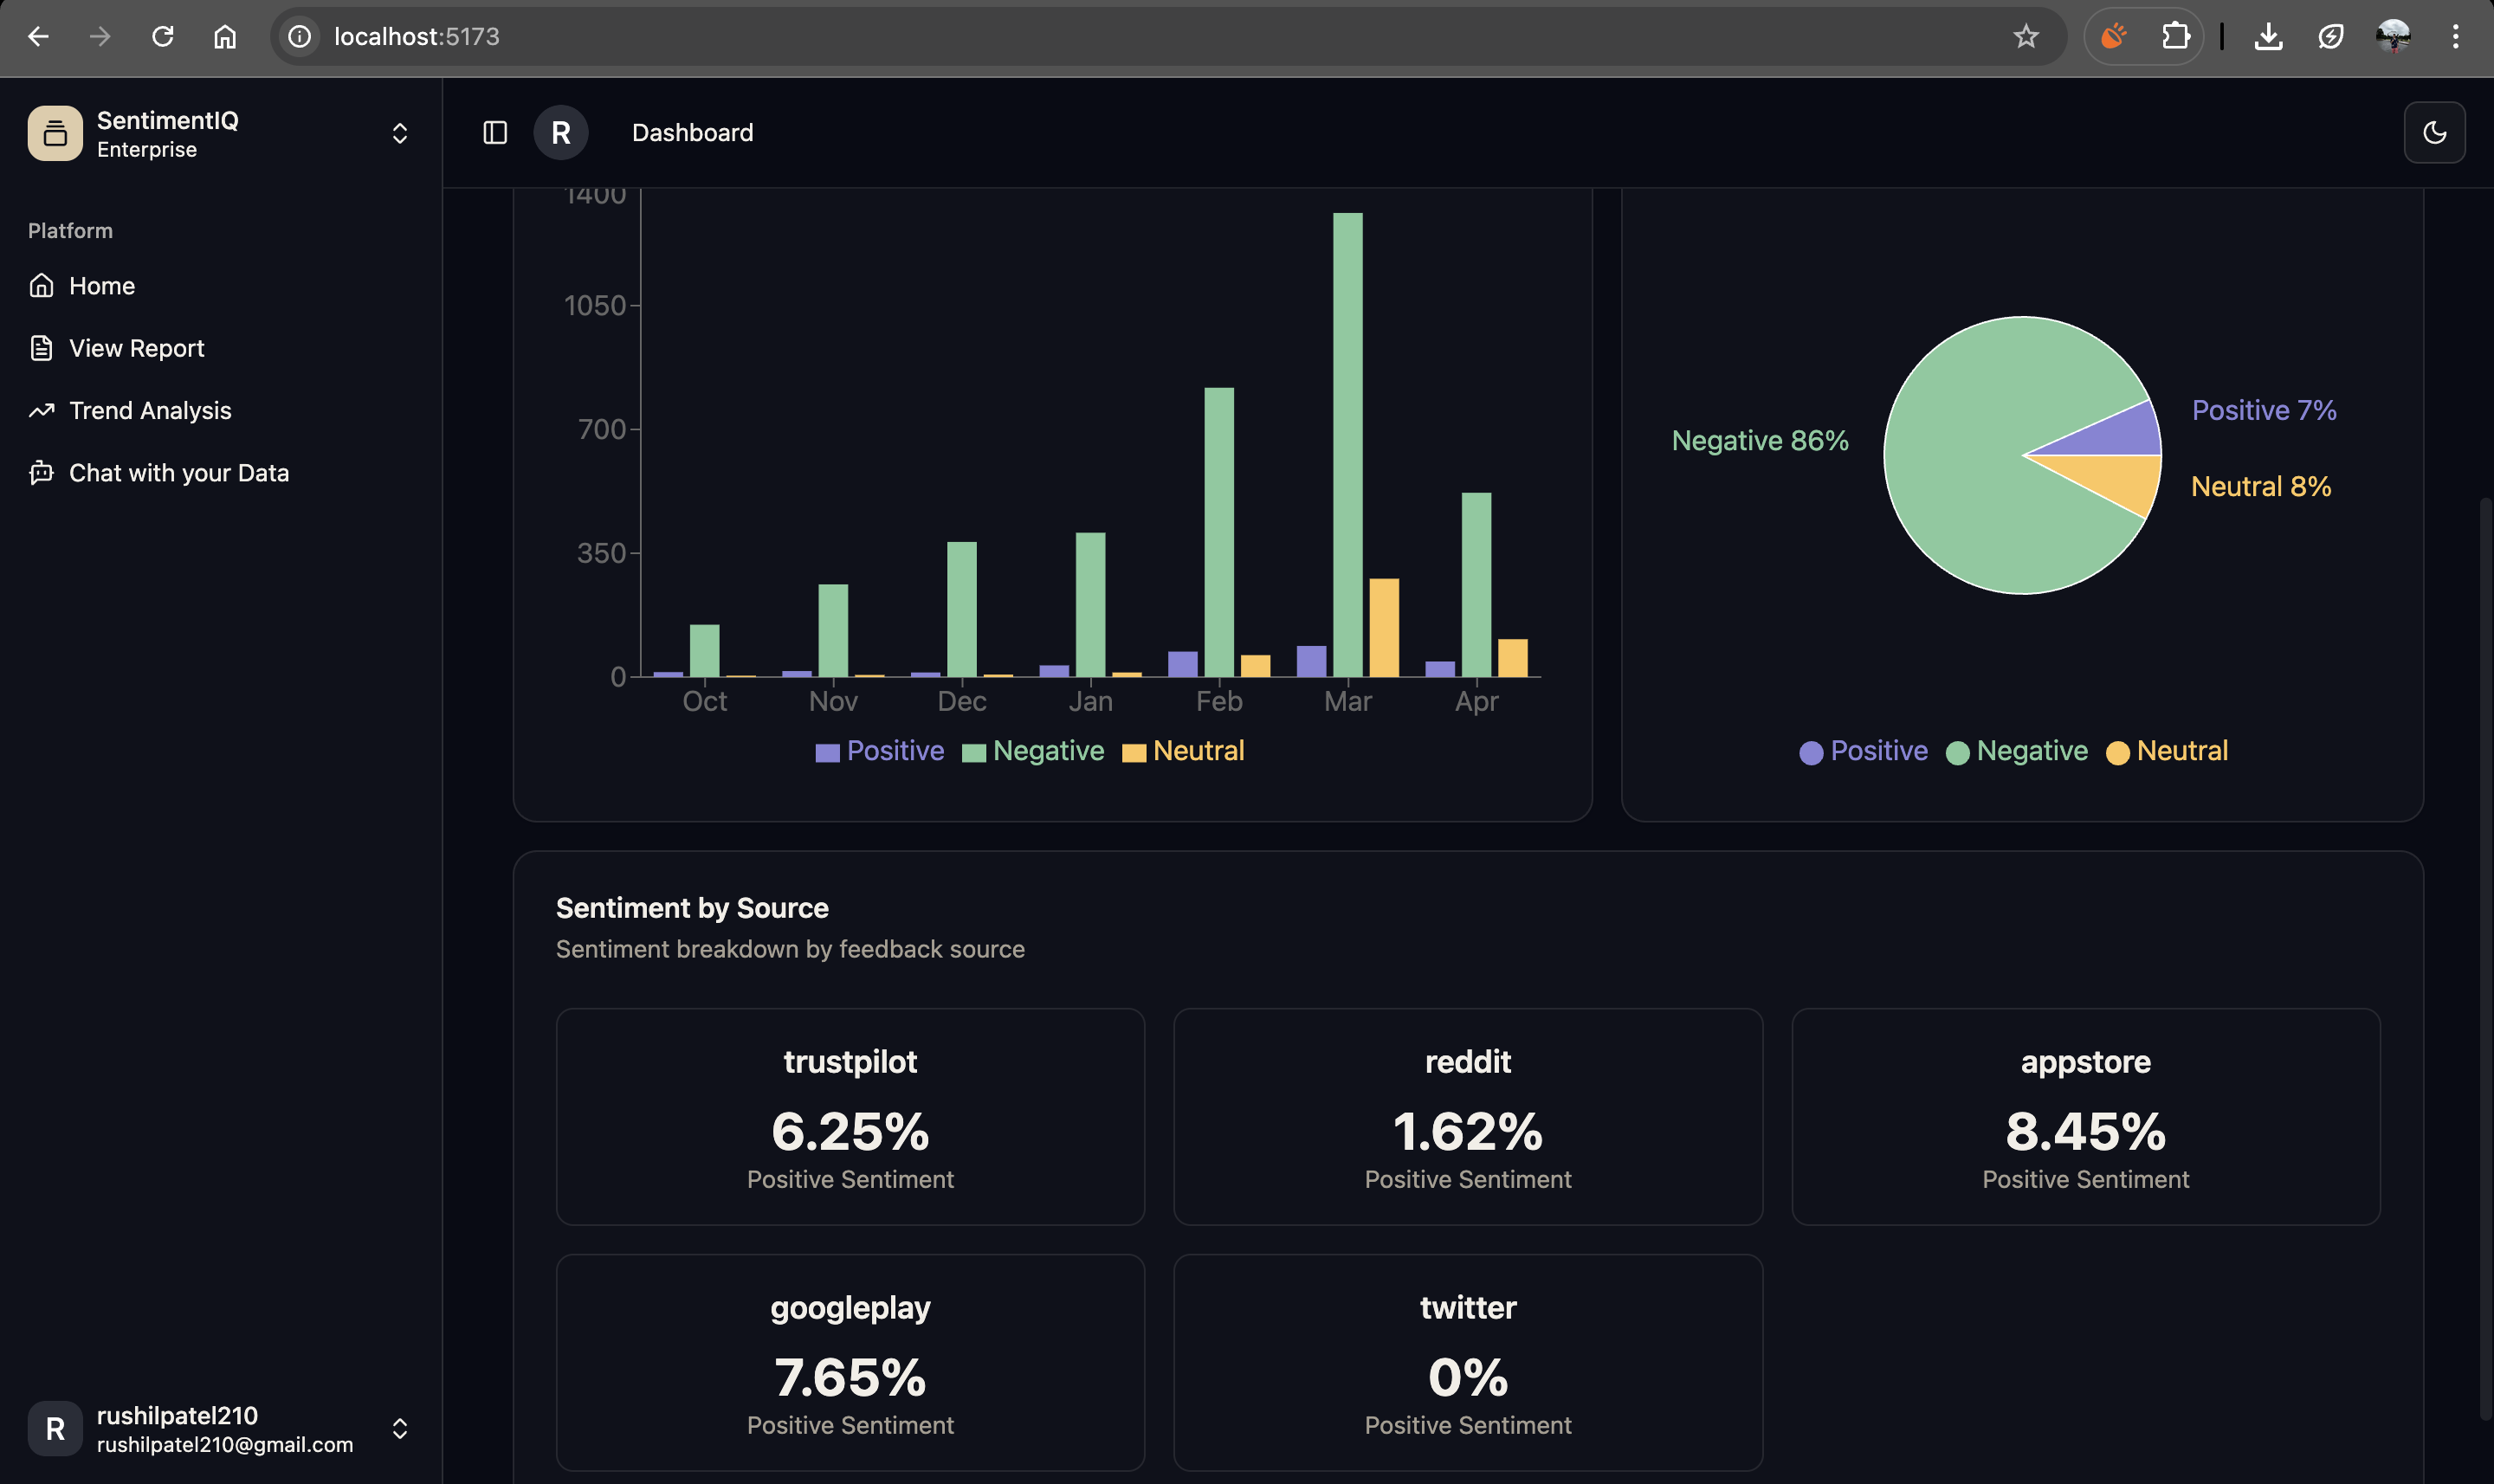 localhost:5173
SentimentIQ
Enterprise
R
Dashboard
Platform
Home
View Report
Trend Analysis
Chat with your Data
1400
1050
700
350
0
Oct Nov Dec Jan Feb Mar Apr
Positive Negative Neutral
Negative 86%
Positive 7%
Neutral 8%
Positive Negative Neutral
Sentiment by Source
Sentiment breakdown by feedback source
trustpilot
6.25%
Positive Sentiment
reddit
1.62%
Positive Sentiment
appstore
8.45%
Positive Sentiment
googleplay
7.65%
Positive Sentiment
twitter
0%
Positive Sentiment
R
rushilpatel210
rushilpatel210@gmail.com